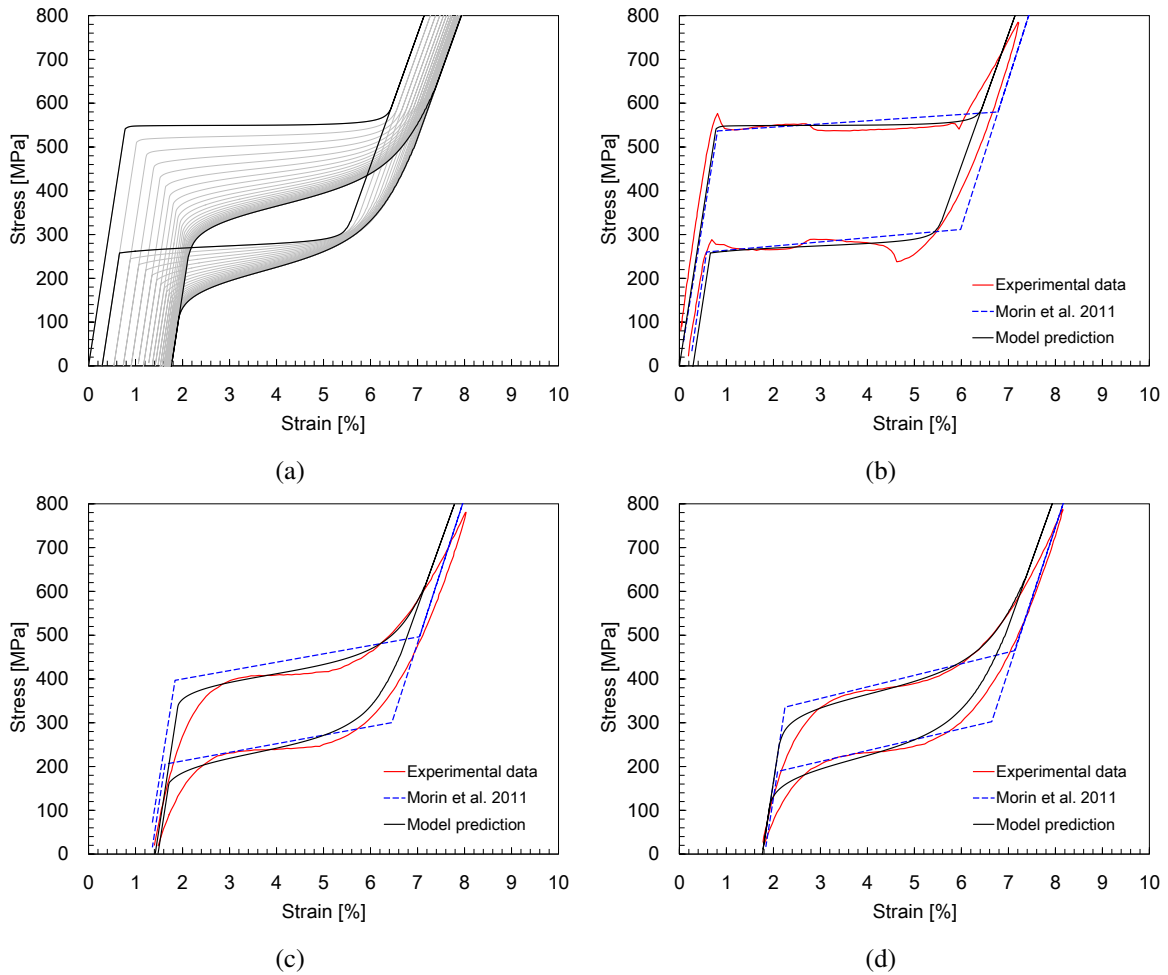 800
700
600
500
400
300
200
100
0
Stress [MPa]
0 1 2 3 4 5 6 7 8 9 10
Strain [%]
(a)
800
700
600
500
400
300
200
100
0
Stress [MPa]
Experimental data
Morin et al. 2011
Model prediction
0 1 2 3 4 5 6 7 8 9 10
Strain [%]
(b)
800
700
600
500
400
300
200
100
0
Stress [MPa]
Experimental data
Morin et al. 2011
Model prediction
0 1 2 3 4 5 6 7 8 9 10
Strain [%]
(c)
800
700
600
500
400
300
200
100
0
Stress [MPa]
Experimental data
Morin et al. 2011
Model prediction
0 1 2 3 4 5 6 7 8 9 10
Strain [%]
(d)